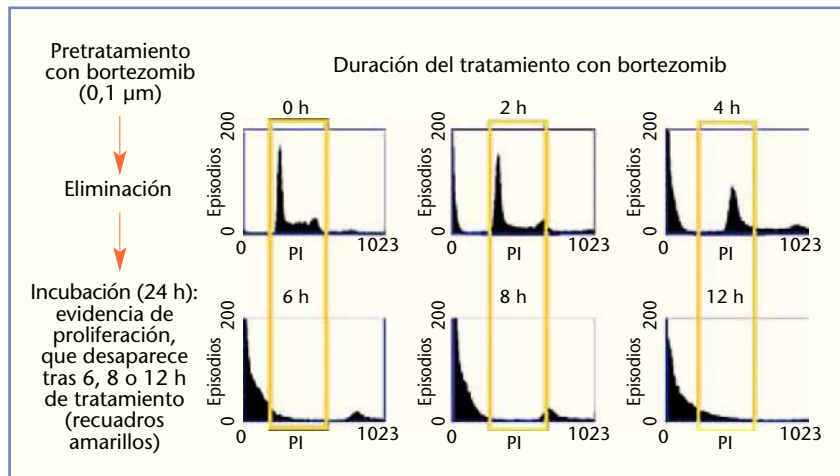 Pretratamiento
con bortezomib
(0,1 µm)
Eliminación
Incubación (24 h):
evidencia de
proliferación,
que desaparece
tras 6, 8 o 12 h
de tratamiento
(recuadros
amarillos)
Duración del tratamiento con bortezomib
0 h
200
Episodios
0
0
PI
1023
2 h
200
Episodios
0
0
PI
1023
4 h
200
Episodios
0
0
PI
1023
6 h
200
Episodios
0
0
PI
1023
8 h
200
Episodios
0
0
PI
1023
12 h
200
Episodios
0
0
PI
1023